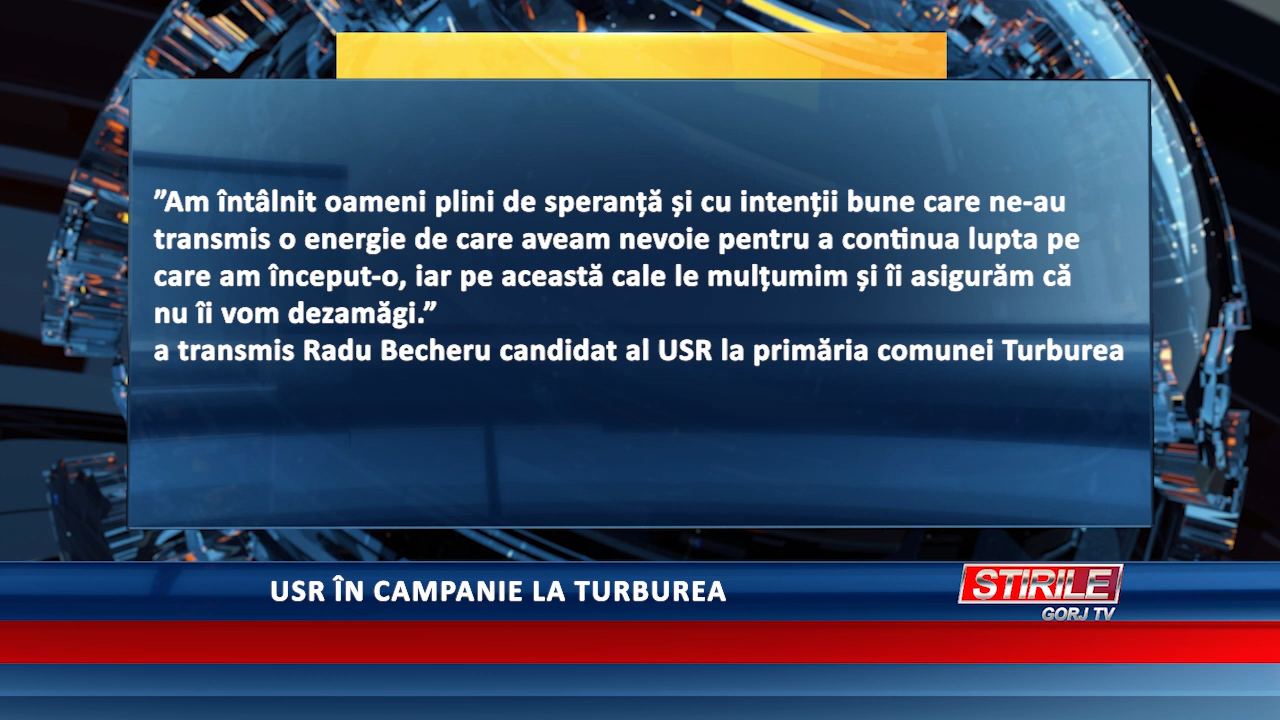 ”Am întâlnit oameni plini de speranță și cu intenții bune care ne-au
transmis o energie de care aveam nevoie pentru a continua lupta pe
care am început-o, iar pe această cale le mulțumim și îi asigurăm că
nu îi vom dezamăgi.”
a transmis Radu Becheru candidat al USR la primăria comunei Turburea
USR ÎN CAMPANIE LA TURBUREA
STIRILE
GORJ TV